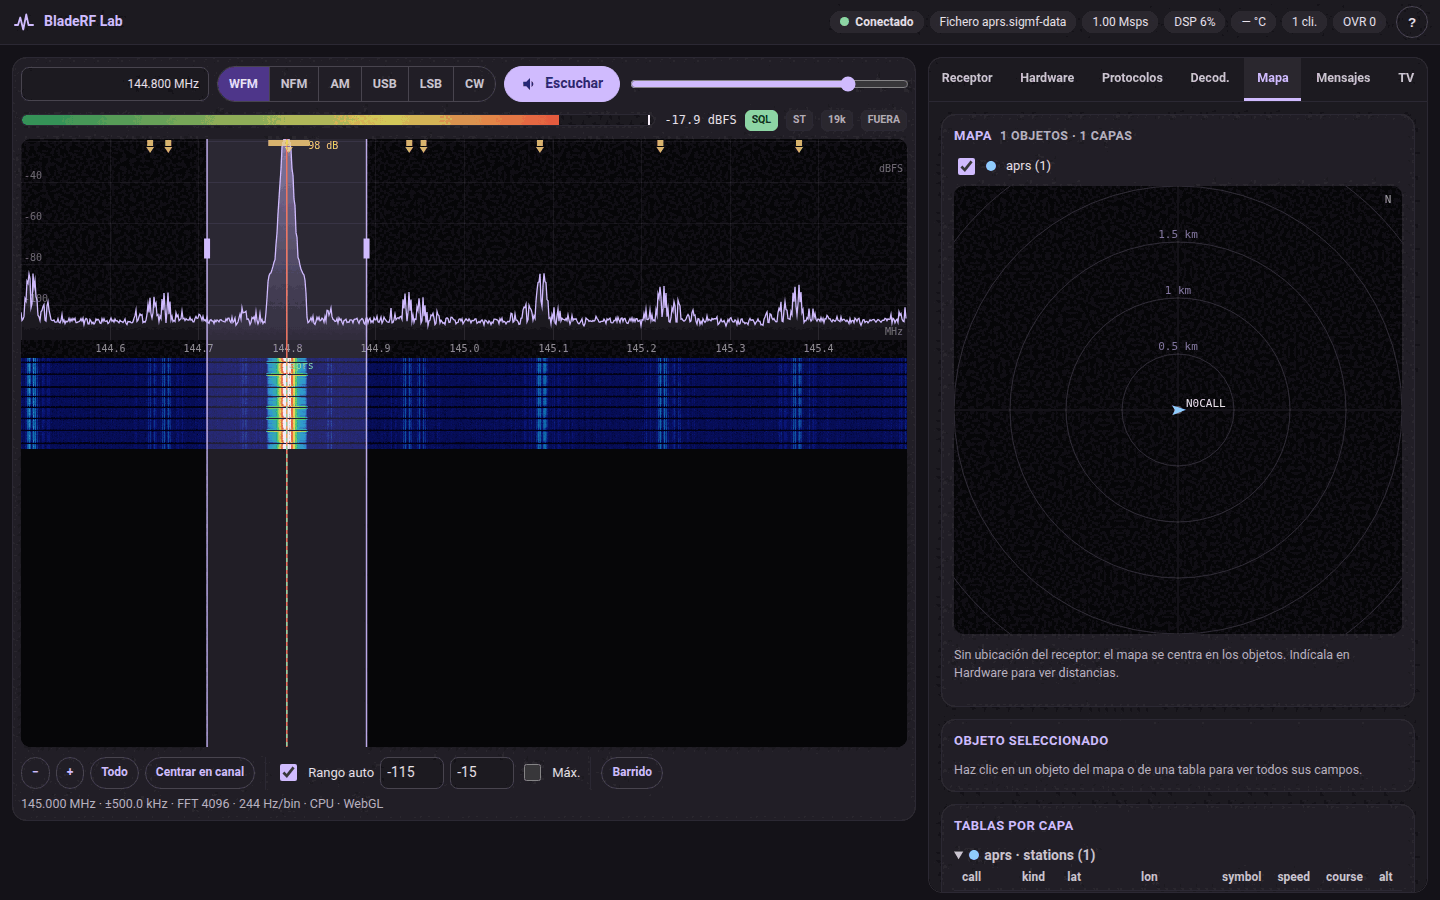 BladeRF Lab
Conectado
Fichero aprs.sigmf-data
1.00 Msps
DSP 6%
— °C
1 cli.
OVR 0
?
144.800 MHz
WFM
NFM
AM
USB
LSB
CW
Escuchar
-17.9 dBFS
SQL
ST
19k
FUERA
98 dB
dBFS
-40
-60
-80
MHz
144.6
144.7
144.8
144.9
145.0
145.1
145.2
145.3
145.4
−
+
Todo
Centrar en canal
Rango auto
-115
-15
Máx.
Barrido
145.000 MHz · ±500.0 kHz · FFT 4096 · 244 Hz/bin · CPU · WebGL
Receptor
Hardware
Protocolos
Decod.
Mapa
Mensajes
TV
MAPA 1 OBJETOS · 1 CAPAS
aprs (1)
N
1.5 km
1 km
0.5 km
N0CALL
Sin ubicación del receptor: el mapa se centra en los objetos. Indícala en
Hardware para ver distancias.
OBJETO SELECCIONADO
Haz clic en un objeto del mapa o de una tabla para ver todos sus campos.
TABLAS POR CAPA
aprs · stations (1)
call kind lat lon symbol speed course alt